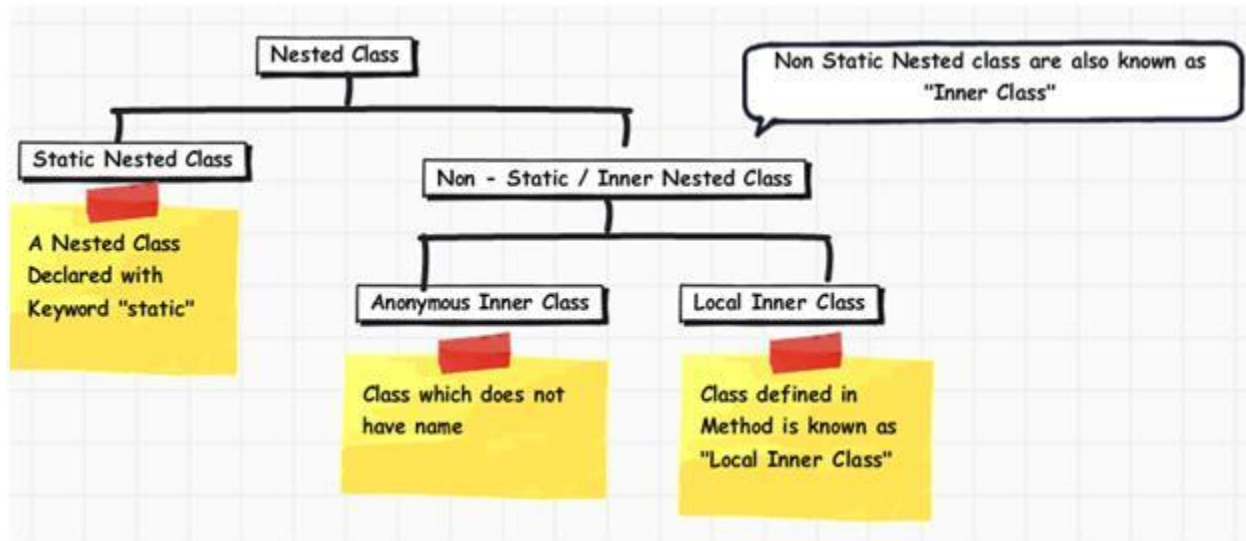 Nested Class
Non Static Nested class are also known as
"Inner Class"
Static Nested Class
Non - Static / Inner Nested Class
A Nested Class
Declared with
Keyword "static"
Anonymous Inner Class
Local Inner Class
Class which does not
have name
Class defined in
Method is known as
"Local Inner Class"